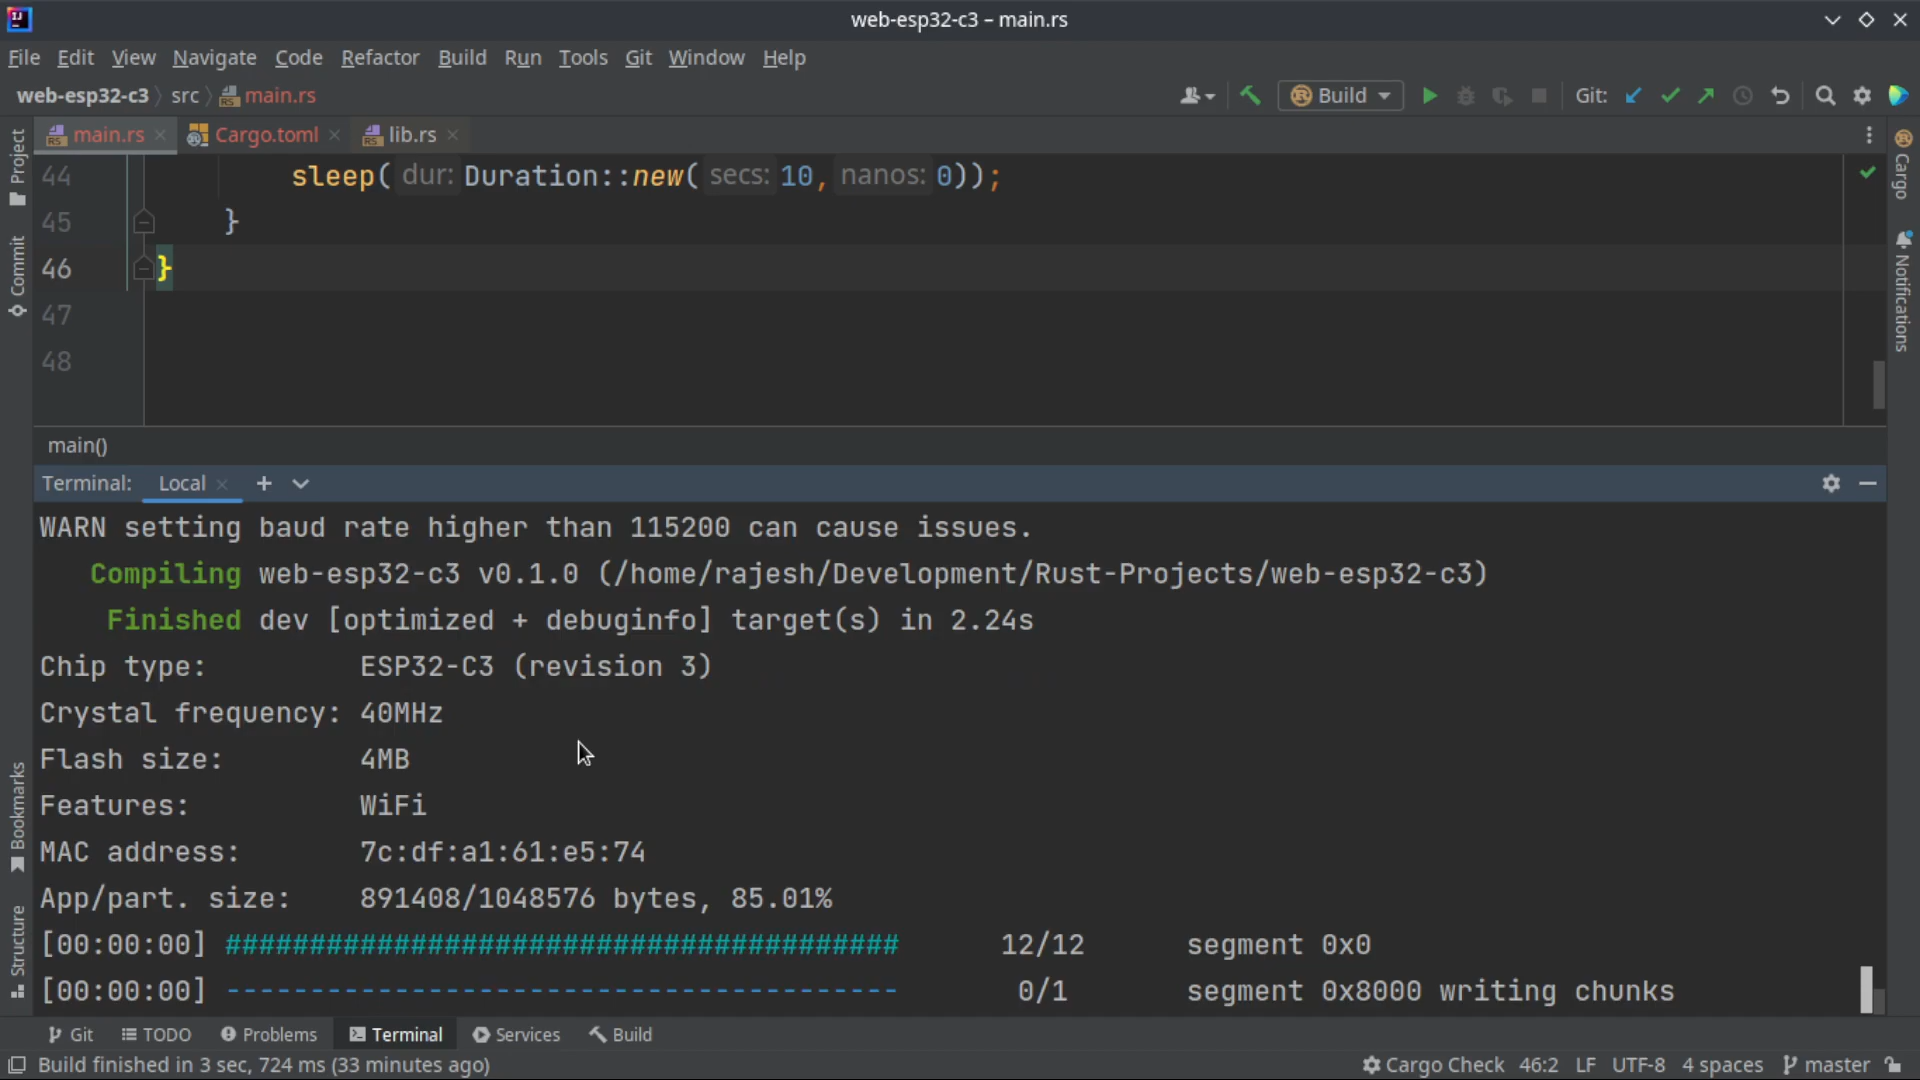 web-esp32-c3 – main.rs
File Edit View Navigate Code Refactor Build Run Tools Git Window Help
web-esp32-c3 src main.rs Build Git:
main.rs Cargo.toml lib.rs
44 sleep( dur: Duration::new( secs: 10, nanos: 0));
45 }
46 }
47
48
main()
Terminal: Local
WARN setting baud rate higher than 115200 can cause issues.
Compiling web-esp32-c3 v0.1.0 (/home/rajesh/Development/Rust-Projects/web-esp32-c3)
Finished dev [optimized + debuginfo] target(s) in 2.24s
Chip type: ESP32-C3 (revision 3)
Crystal frequency: 40MHz
Flash size: 4MB
Features: WiFi
MAC address: 7c:df:a1:61:e5:74
App/part. size: 891408/1048576 bytes, 85.01%
[00:00:00] ######################################## 12/12 segment 0x0
[00:00:00] ---------------------------------------- 0/1 segment 0x8000 writing chunks
Git TODO Problems Terminal Services Build
Build finished in 3 sec, 724 ms (33 minutes ago) Cargo Check 46:2 LF UTF-8 4 spaces master
Project
Commit
Bookmarks
Structure
Cargo
Notifications